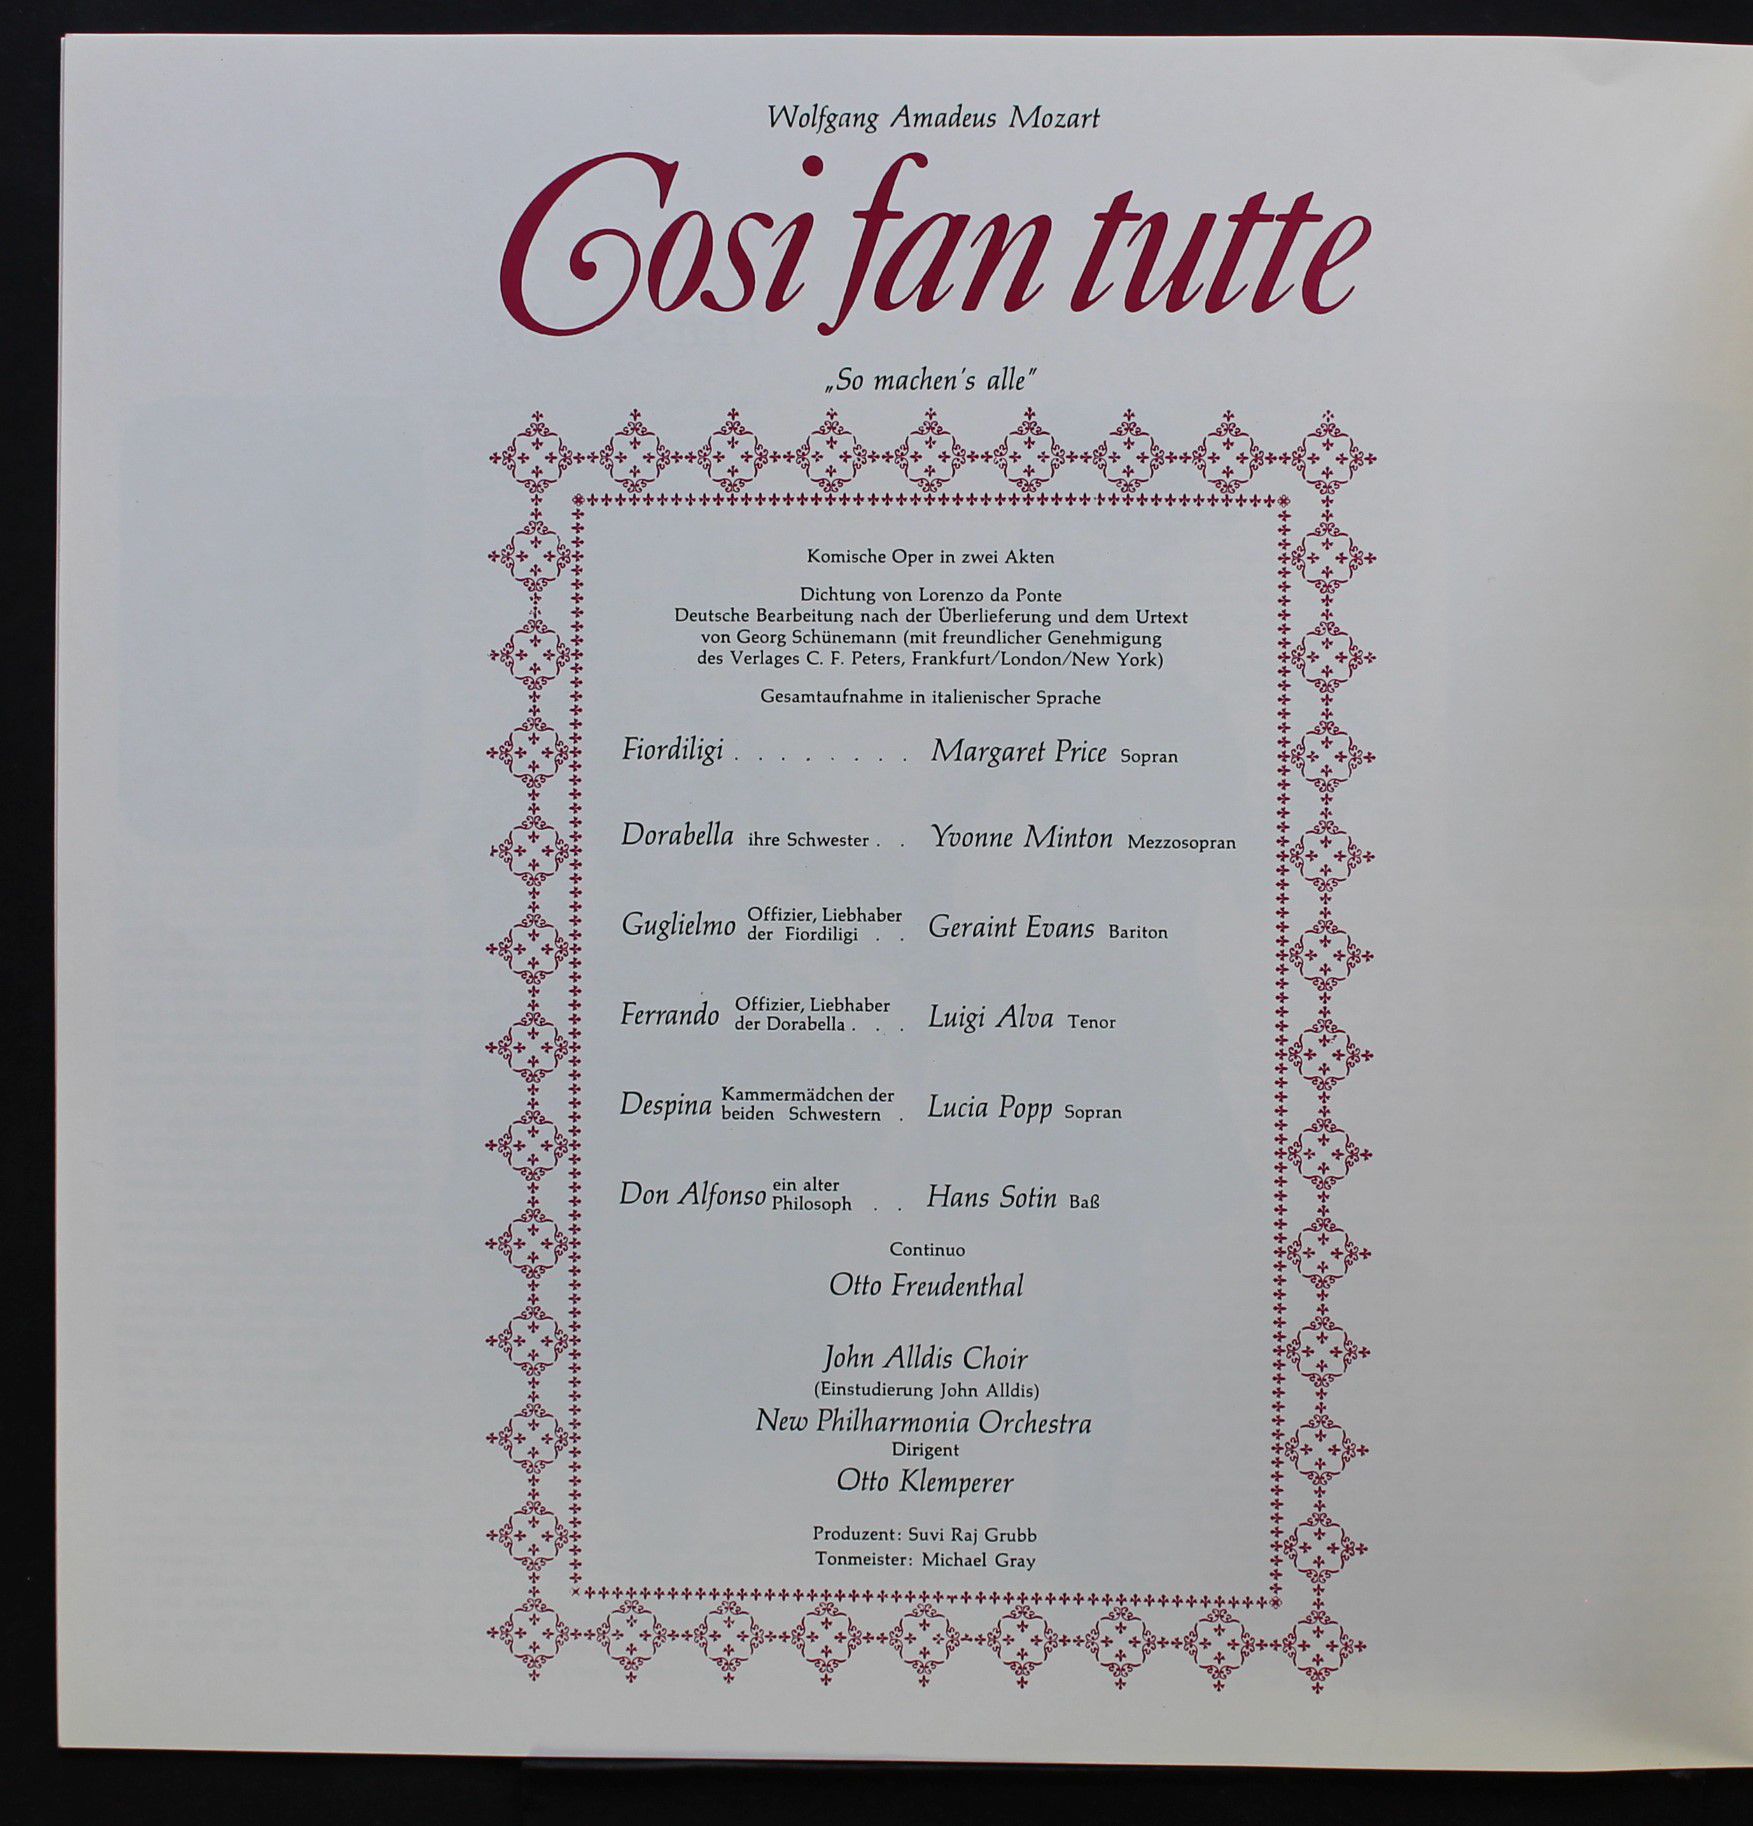 Wolfgang Amadeus Mozart
Cosi fan tutte
„So machen's alle”
Komische Oper in zwei Akten
Dichtung von Lorenzo da Ponte
Deutsche Bearbeitung nach der Überlieferung und dem Urtext
von Georg Schünemann (mit freundlicher Genehmigung
des Verlages C. F. Peters, Frankfurt/London/New York)
Gesamtaufnahme in italienischer Sprache
Fiordiligi . . . . . . . . Margaret Price Sopran
Dorabella ihre Schwester . . Yvonne Minton Mezzosopran
Guglielmo Offizier, Liebhaber
der Fiordiligi . . Geraint Evans Bariton
Ferrando Offizier, Liebhaber
der Dorabella . . . Luigi Alva Tenor
Despina Kammermädchen der
beiden Schwestern . Lucia Popp Sopran
Don Alfonso ein alter
Philosoph . . Hans Sotin Baß
Continuo
Otto Freudenthal
John Alldis Choir
(Einstudierung John Alldis)
New Philharmonia Orchestra
Dirigent
Otto Klemperer
Produzent: Suvi Raj Grubb
Tonmeister: Michael Gray